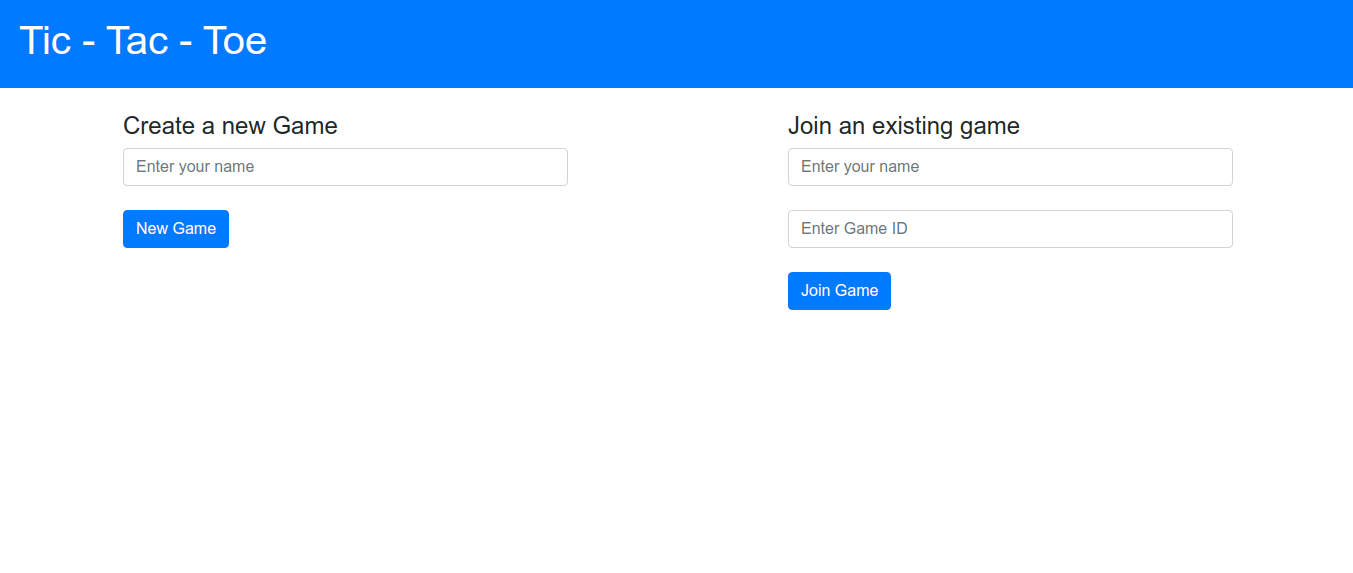 Tic - Tac - Toe
Create a new Game
Enter your name
New Game
Join an existing game
Enter your name
Enter Game ID
Join Game